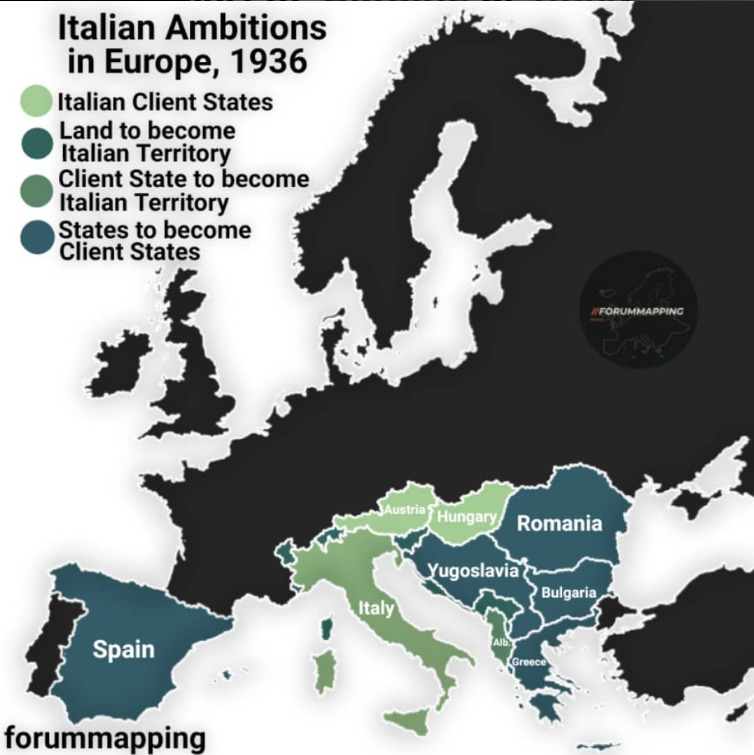 Italian Ambitions
in Europe, 1936
Italian Client States
Land to become
Italian Territory
Client State to become
Italian Territory
States to become
Client States
//FORUMMAPPING
Austria
Hungary
Romania
Yugoslavia
Bulgaria
Italy
Alb.
Greece
Spain
forummapping